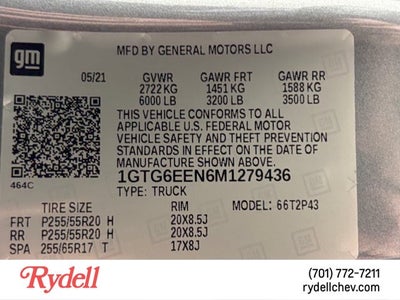 gm
MFD BY GENERAL MOTORS LLC
05/21 GVWR GAWR FRT GAWR RR
2722 KG 1451 KG 1588 KG
6000 LB 3200 LB 3500 LB
THIS VEHICLE CONFORMS TO ALL
APPLICABLE U.S. FEDERAL MOTOR
VEHICLE SAFETY AND THEFT PREVENTION
STANDARDS IN EFFECT ON THE DATE
OF MANUFACTURE SHOWN ABOVE.
464C
1GTG6EEN6M1279436
TYPE: TRUCK
TIRE SIZE RIM 66T2P43
FRT P255/55R20 H 20X8.5J
RR P255/55R20 H 20X8.5J
SPA 255/65R17 T 17X8J
Rydell
(701) 772-7211
rydellchev.com